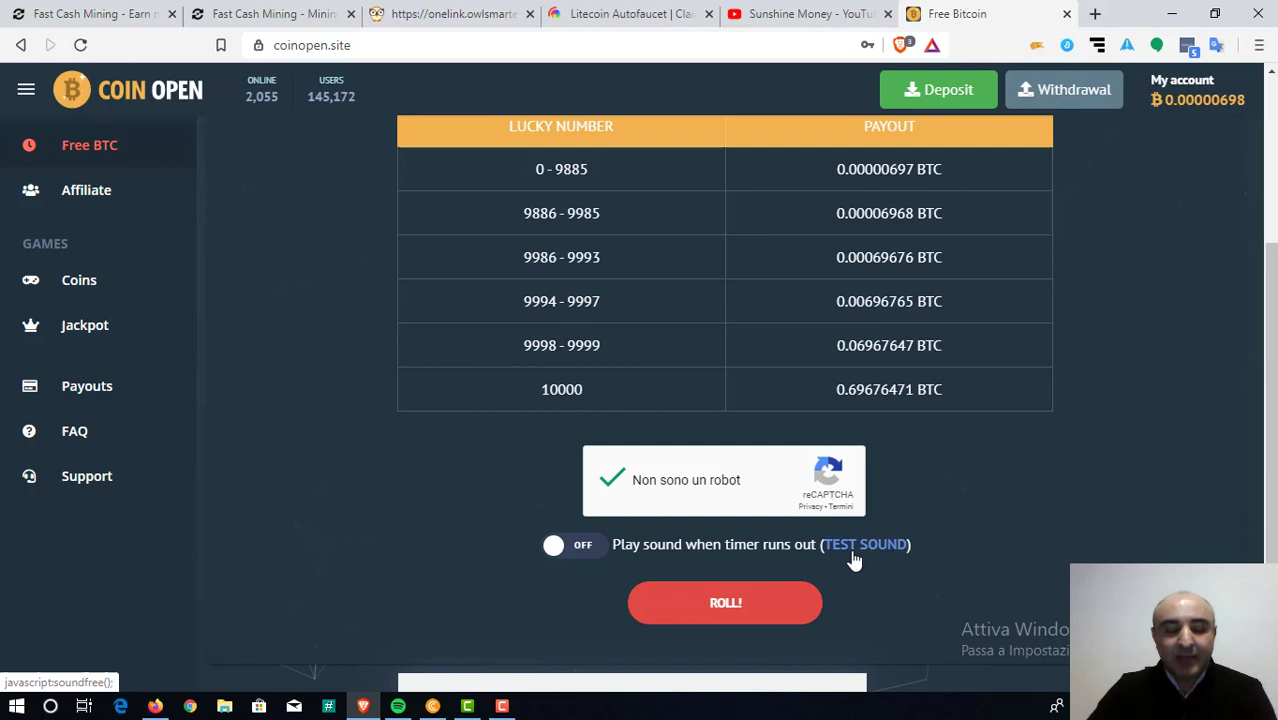 Fast Cash Mining - Earn m
Fast Cash Mining - Mining
https://onelink.owlsmarte
Litecoin Autofaucet | Clai
Sunshine Money - YouTu
Free Bitcoin
coinopen.site
3
S
COIN OPEN
ONLINE
2,055
USERS
145,172
Deposit
Withdrawal
My account
0.00000698
Free BTC
Affiliate
GAMES
Coins
Jackpot
Payouts
FAQ
Support
LUCKY NUMBER PAYOUT
0 - 9885 0.00000697 BTC
9886 - 9985 0.00006968 BTC
9986 - 9993 0.00069676 BTC
9994 - 9997 0.00696765 BTC
9998 - 9999 0.06967647 BTC
10000 0.69676471 BTC
Non sono un robot
reCAPTCHA
Privacy • Termini
OFF Play sound when timer runs out (TEST SOUND)
ROLL!
Attiva Windo
Passa a Impostazi
javascript:soundfree();